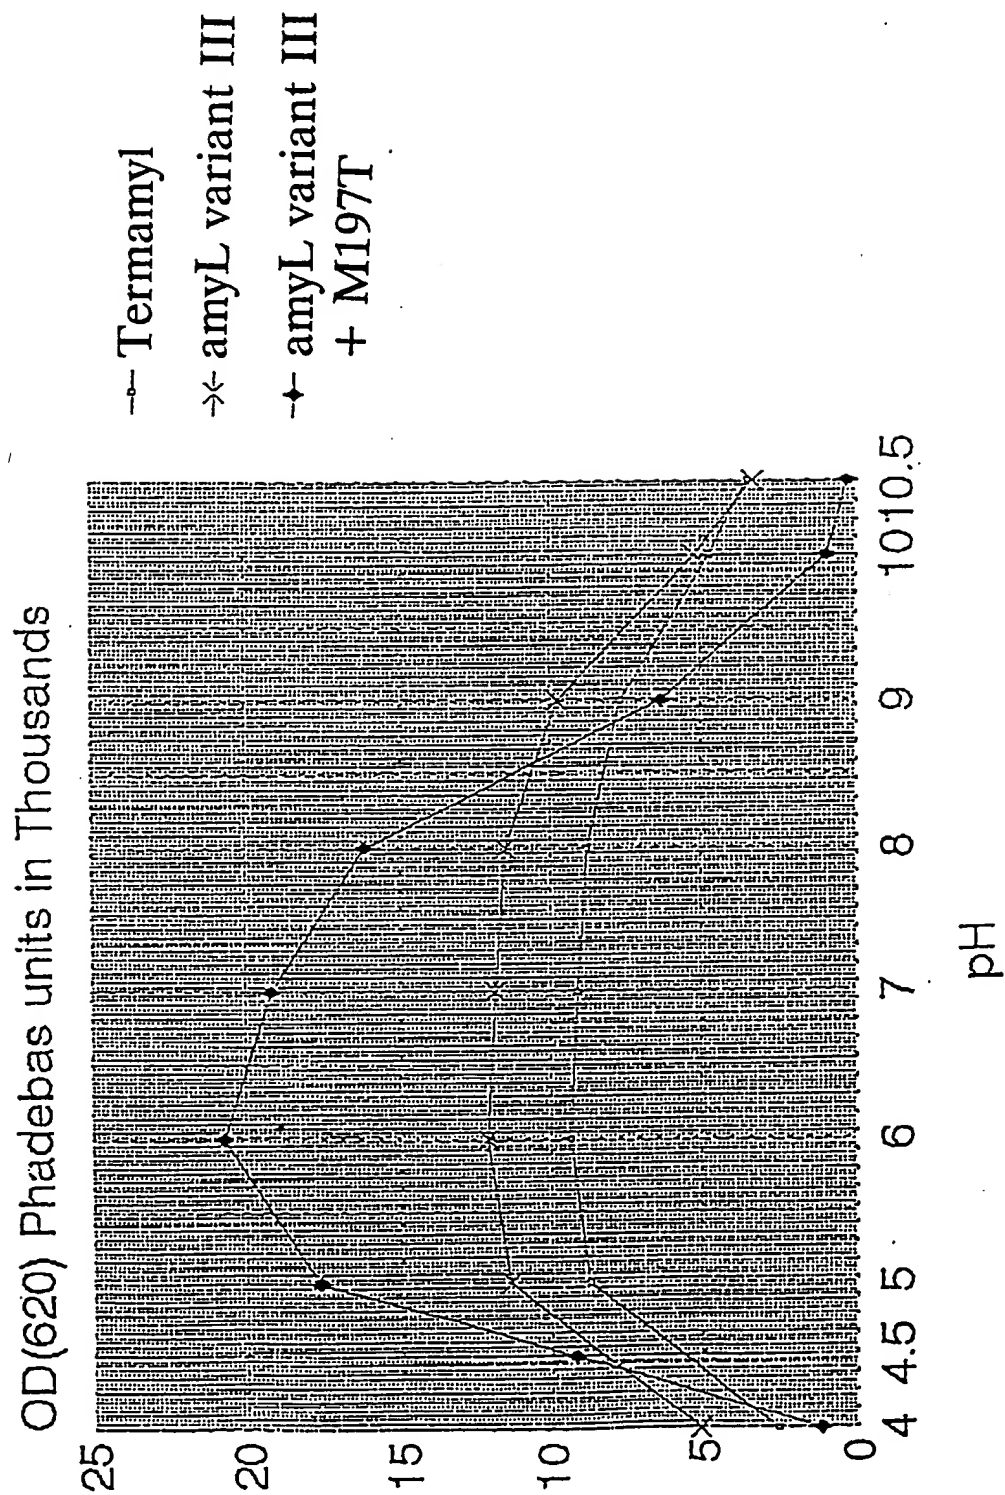 OD(620) Phadebas units in Thousands
25
20
15
10
5
0
4
4.5
5
6
7
8
9
10
10.5
pH
Termamyl
amyL variant III
amyL variant III
+ M197T